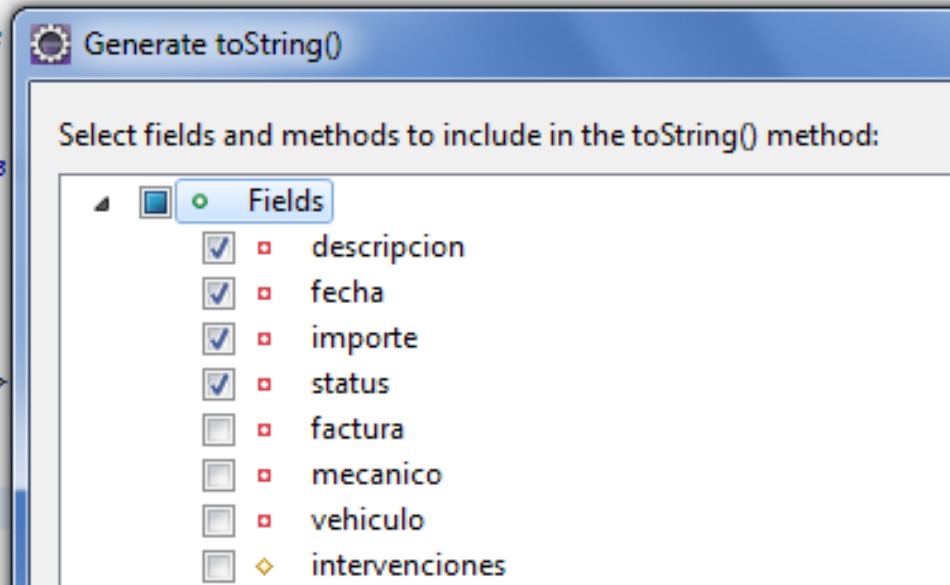 Generate toString()
Select fields and methods to include in the toString() method:
Fields
descripcion
fecha
importe
status
factura
mecanico
vehiculo
intervenciones